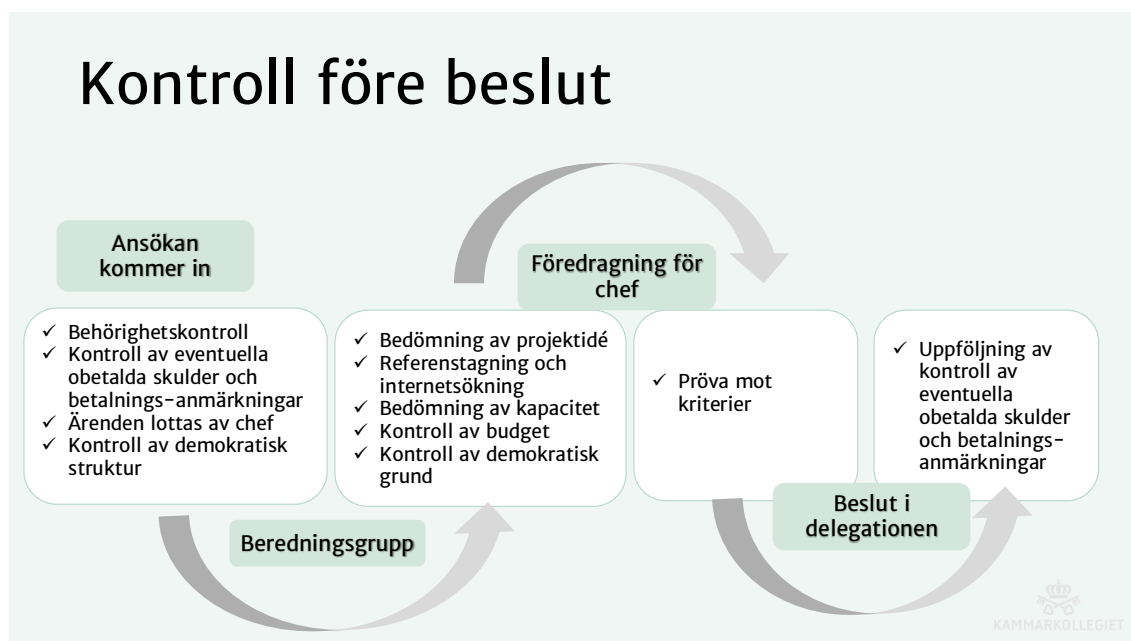 Kontroll före beslut
Ansökan
kommer in
✓ Behörighetskontroll
✓ Kontroll av eventuella
obetalda skulder och
betalnings-anmärkningar
✓ Ärenden lottas av chef
✓ Kontroll av demokratisk
struktur
Beredningsgrupp
✓ Bedömning av projektidé
✓ Referenstagning och
internetsökning
✓ Bedömning av kapacitet
✓ Kontroll av budget
✓ Kontroll av demokratisk
grund
Föredragning för
chef
✓ Pröva mot
kriterier
Beslut i
delegationen
✓ Uppföljning av
kontroll av
eventuella
obetalda skulder
och betalnings-
anmärkningar
KAMMARKOLLEGIET